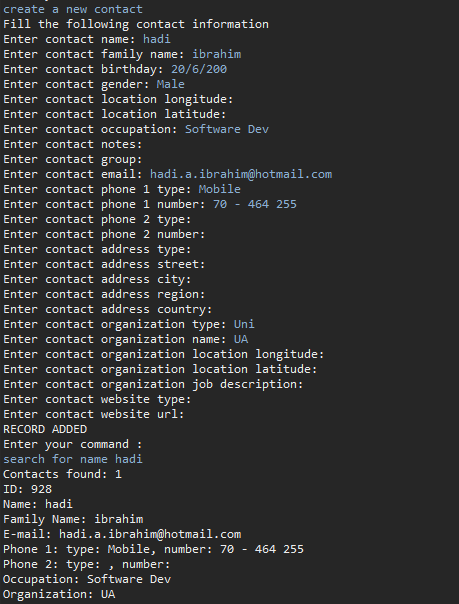 create a new contact
Fill the following contact information
Enter contact name: hadi
Enter contact family name: ibrahim
Enter contact birthday: 20/6/200
Enter contact gender: Male
Enter contact location longitude:
Enter contact location latitude:
Enter contact occupation: Software Dev
Enter contact notes:
Enter contact group:
Enter contact email: hadi.a.ibrahim@hotmail.com
Enter contact phone 1 type: Mobile
Enter contact phone 1 number: 70 - 464 255
Enter contact phone 2 type:
Enter contact phone 2 number:
Enter contact address type:
Enter contact address street:
Enter contact address city:
Enter contact address region:
Enter contact address country:
Enter contact organization type: Uni
Enter contact organization name: UA
Enter contact organization location longtitude:
Enter contact organization location latitude:
Enter contact organization job description:
Enter contact website type:
Enter contact website url:
RECORD ADDED
Enter your command :
search for name hadi
Contacts found: 1
ID: 928
Name: hadi
Family Name: ibrahim
E-mail: hadi.a.ibrahim@hotmail.com
Phone 1: type: Mobile, number: 70 - 464 255
Phone 2: type: , number:
Occupation: Software Dev
Organization: UA